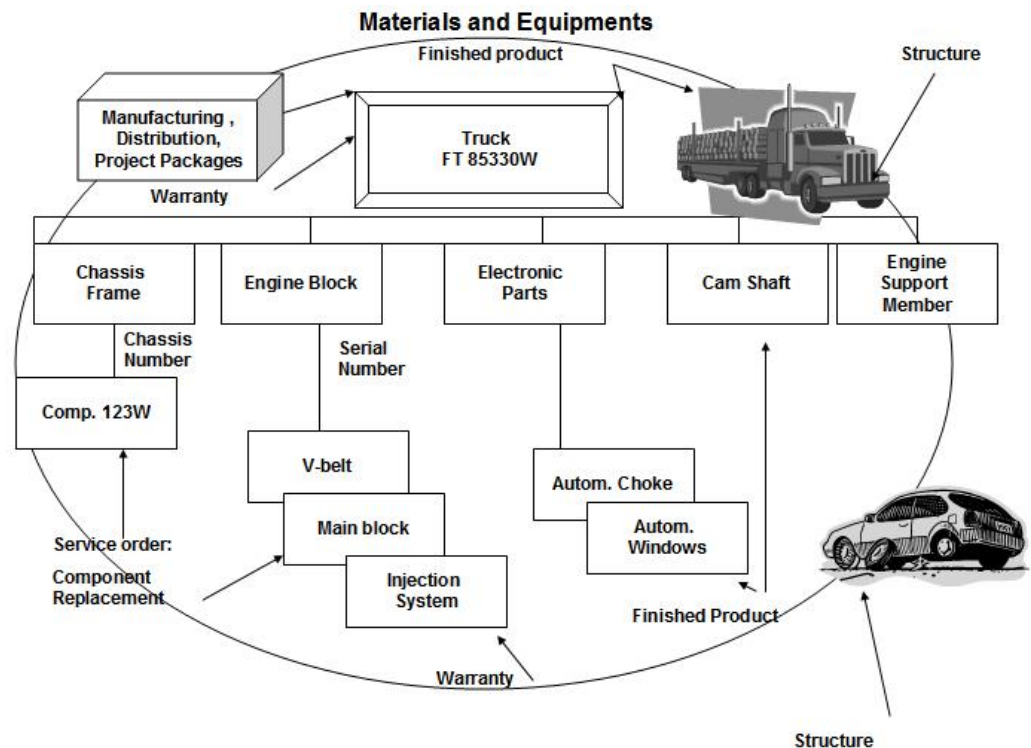 Materials and Equipments
Finished product
Structure
Manufacturing ,
Distribution,
Project Packages
Truck
FT 85330W
Warranty
Chassis
Frame
Engine Block
Electronic
Parts
Cam Shaft
Engine
Support
Member
Chassis
Number
Serial
Number
Comp. 123W
V-belt
Autom. Choke
Main block
Autom.
Windows
Service order:
Component
Replacement
Injection
System
Finished Product
Warranty
Structure